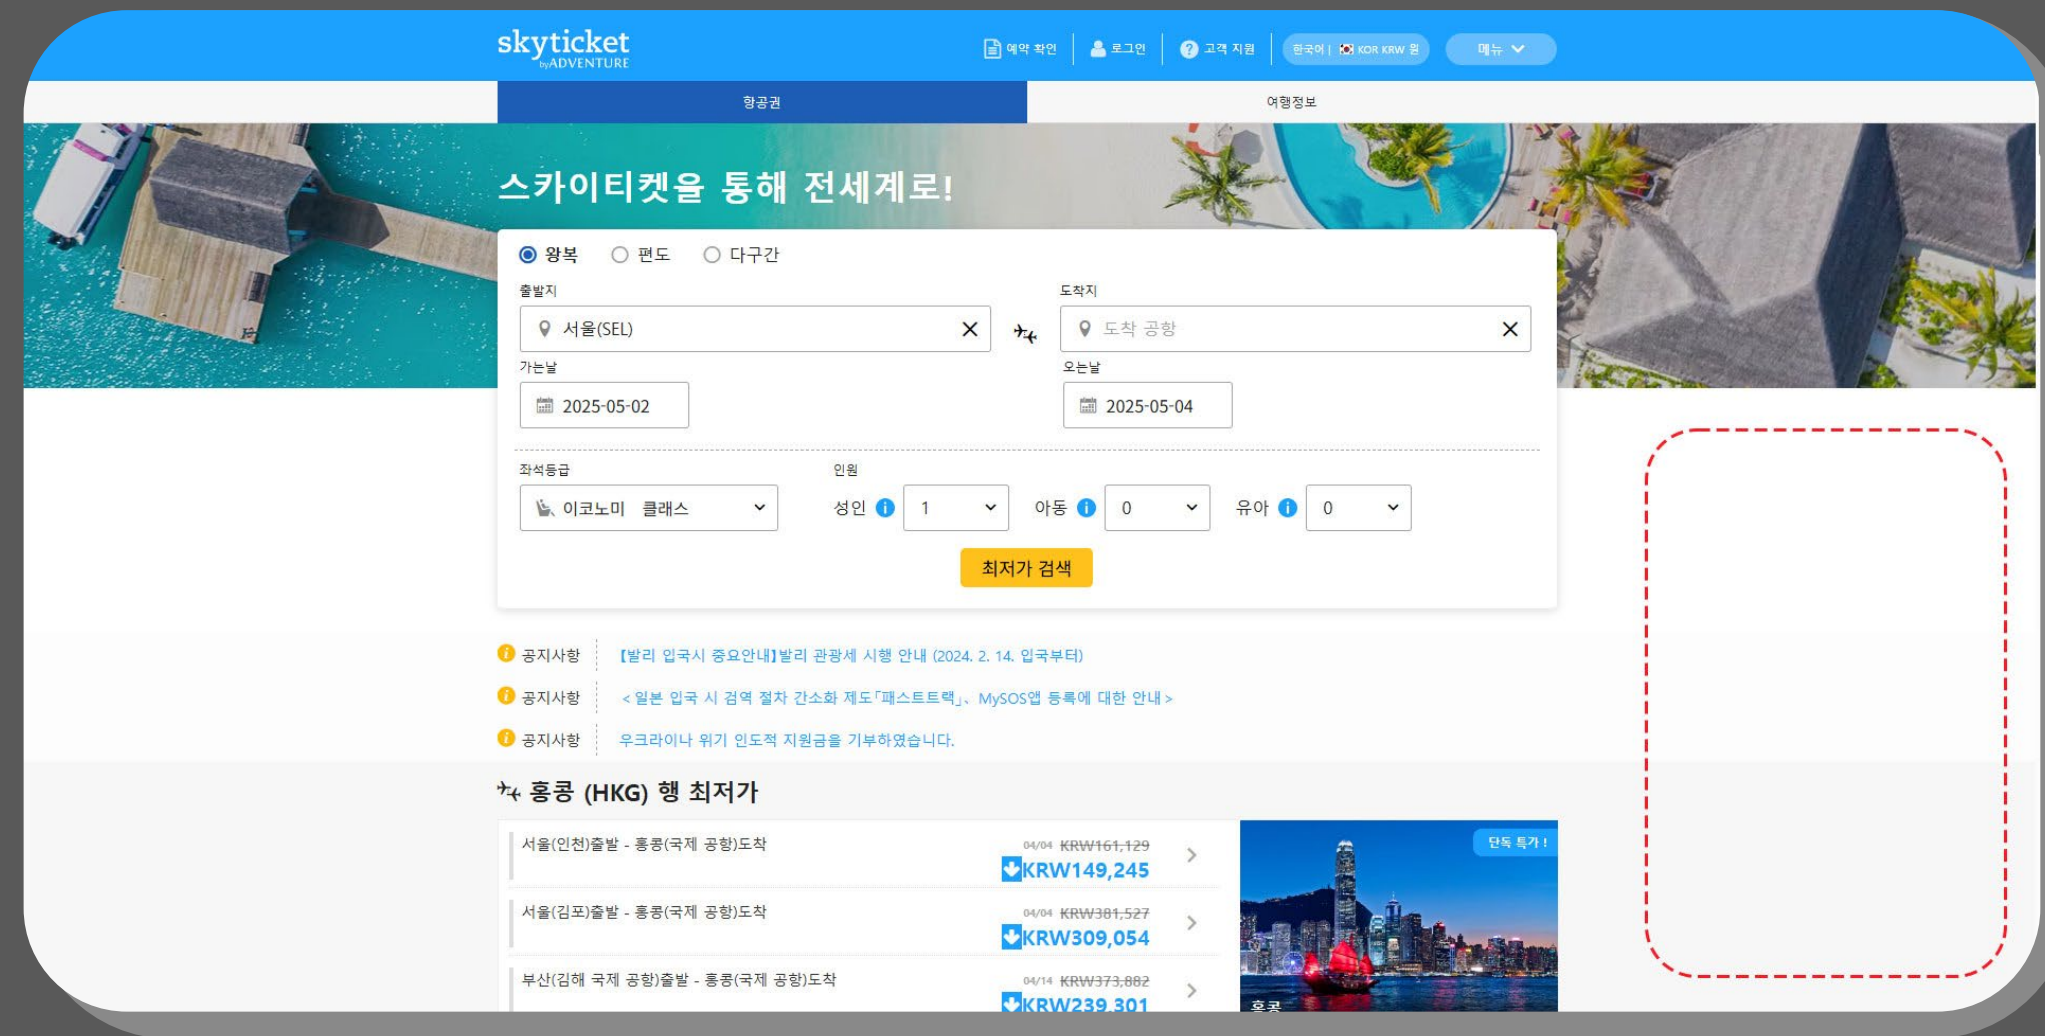 skyticket
byADVENTURE
예약 확인
로그인
고객 지원
한국어 | KOR KRW 원
메뉴
항공권
여행정보
스카이티켓을 통해 전세계로!
왕복 편도 다구간
출발지
도착지
서울(SEL)
도착 공항
가는날
오는날
2025-05-02
2025-05-04
좌석등급
인원
이코노미 클래스
성인 1
아동 0
유아 0
최저가 검색
공지사항 【발리 입국시 중요안내】발리 관광세 시행 안내 (2024. 2. 14. 입국부터)
공지사항 <일본 입국 시 검역 절차 간소화 제도「패스트트랙」、MySOS앱 등록에 대한 안내>
공지사항 우크라이나 위기 인도적 지원금을 기부하였습니다.
홍콩 (HKG) 행 최저가
서울(인천)출발 - 홍콩(국제 공항)도착
04/04 KRW161,129
KRW149,245
서울(김포)출발 - 홍콩(국제 공항)도착
04/04 KRW381,527
KRW309,054
부산(김해 국제 공항)출발 - 홍콩(국제 공항)도착
04/14 KRW373,882
KRW239,301
단독 특가 !
홍콩